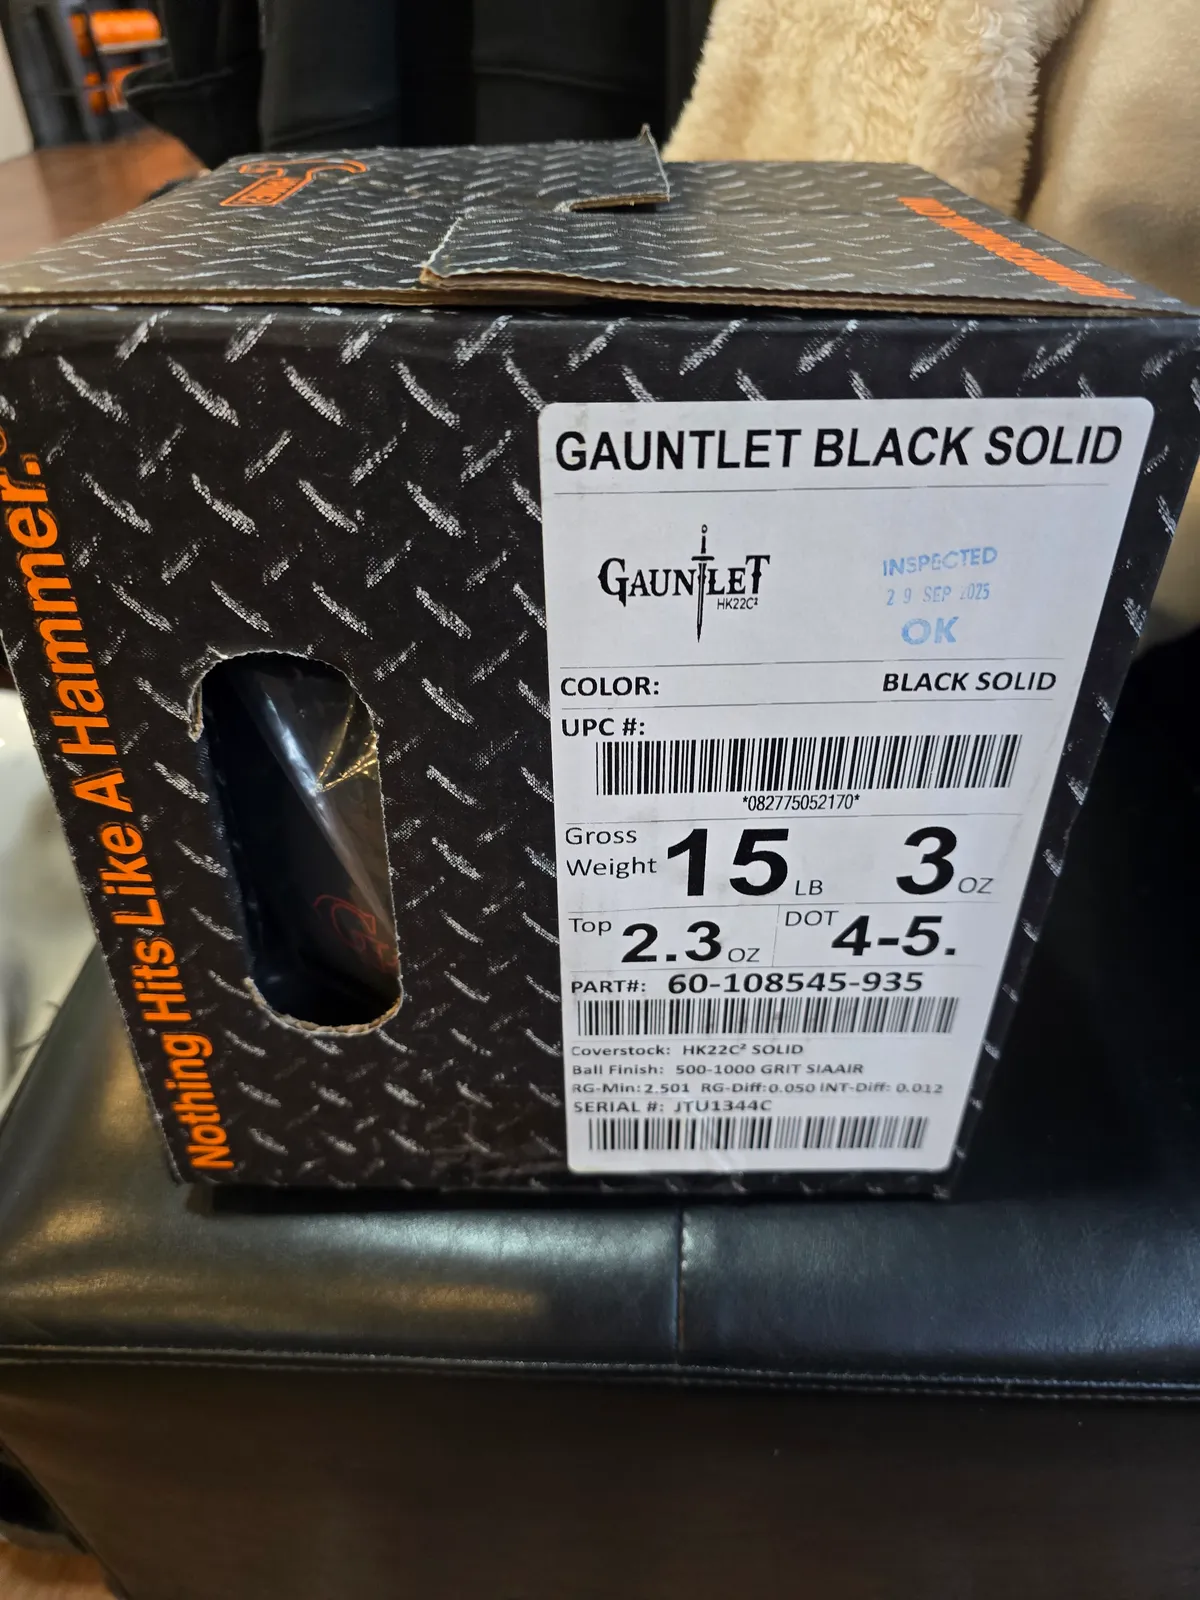 HAMMER
Nothing Hits Like A Hammer.®
GAUNTLET BLACK SOLID
GAUNTLET
HK22C²
INSPECTED
29 SEP 2025
OK
COLOR: BLACK SOLID
UPC #:
*082775052170*
Gross Weight 15 LB 3 OZ
Top 2.3 OZ DOT 4-5.
PART#: 60-108545-935
Coverstock: HK22C² SOLID
Ball Finish: 500-1000 GRIT SIAAIR
RG-Min: 2.501 RG-Diff: 0.050 INT-Diff: 0.012
SERIAL #: JTU1344C